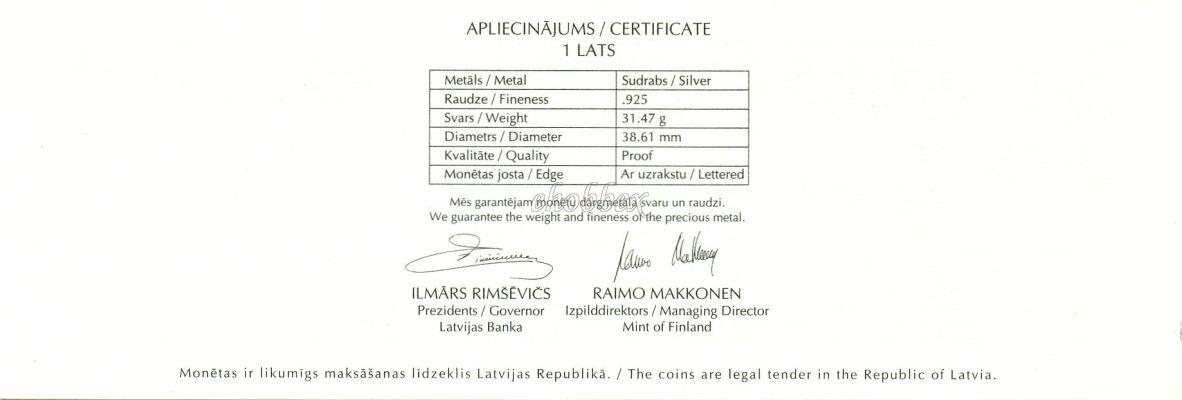 APLIECINĀJUMS / CERTIFICATE
1 LATS
Metāls / Metal Sudrabs / Silver
Raudze / Fineness .925
Svars / Weight 31.47 g
Diametrs / Diameter 38.61 mm
Kvalitāte / Quality Proof
Monētas josta / Edge Ar uzrakstu / Lettered
ehobbex
Mēs garantējam monētu dārgmetāla svaru un raudzi.
We guarantee the weight and fineness of the precious metal.
Raimo Makkonen
ILMĀRS RIMŠĒVIČS RAIMO MAKKONEN
Prezidents / Governor Izpilddirektors / Managing Director
Latvijas Banka Mint of Finland
Monētas ir likumīgs maksāšanas līdzeklis Latvijas Republikā. / The coins are legal tender in the Republic of Latvia.